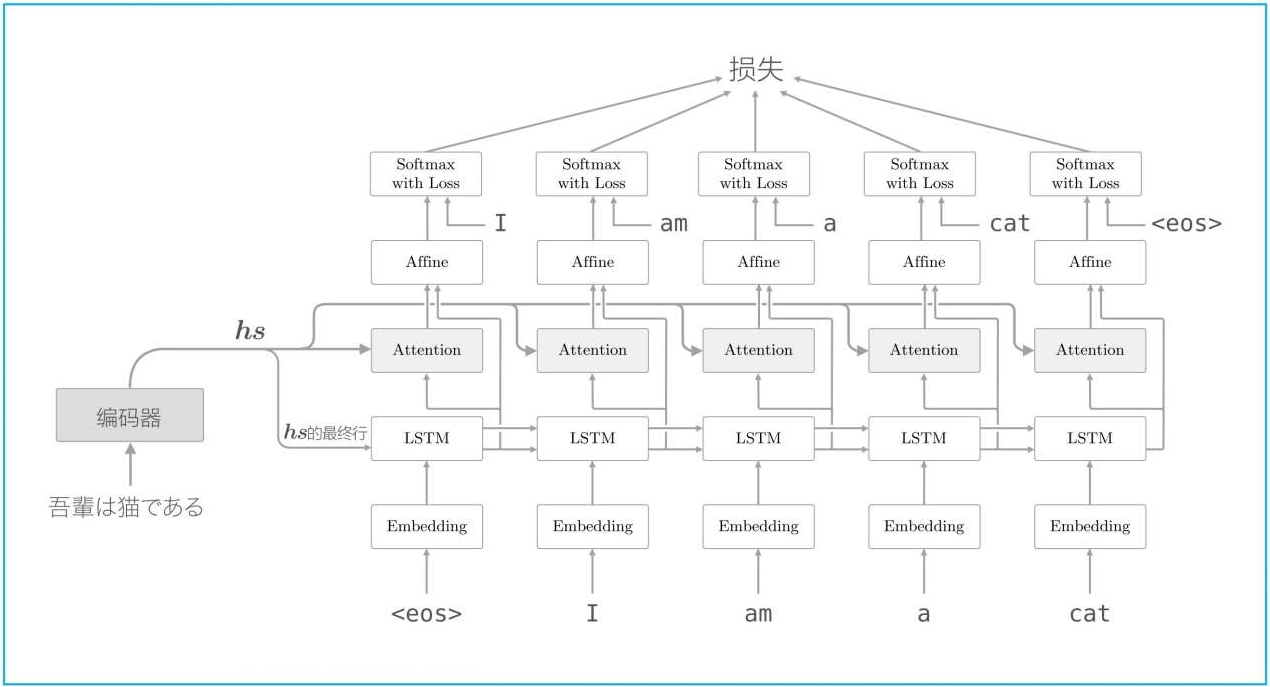 损失
Softmax
with Loss
Softmax
with Loss
Softmax
with Loss
Softmax
with Loss
Softmax
with Loss
I
am
a
cat
<eos>
Affine
Affine
Affine
Affine
Affine
hs
Attention
Attention
Attention
Attention
Attention
编码器
hs的最终行
LSTM
LSTM
LSTM
LSTM
LSTM
吾輩は猫である
Embedding
Embedding
Embedding
Embedding
Embedding
<eos>
I
am
a
cat